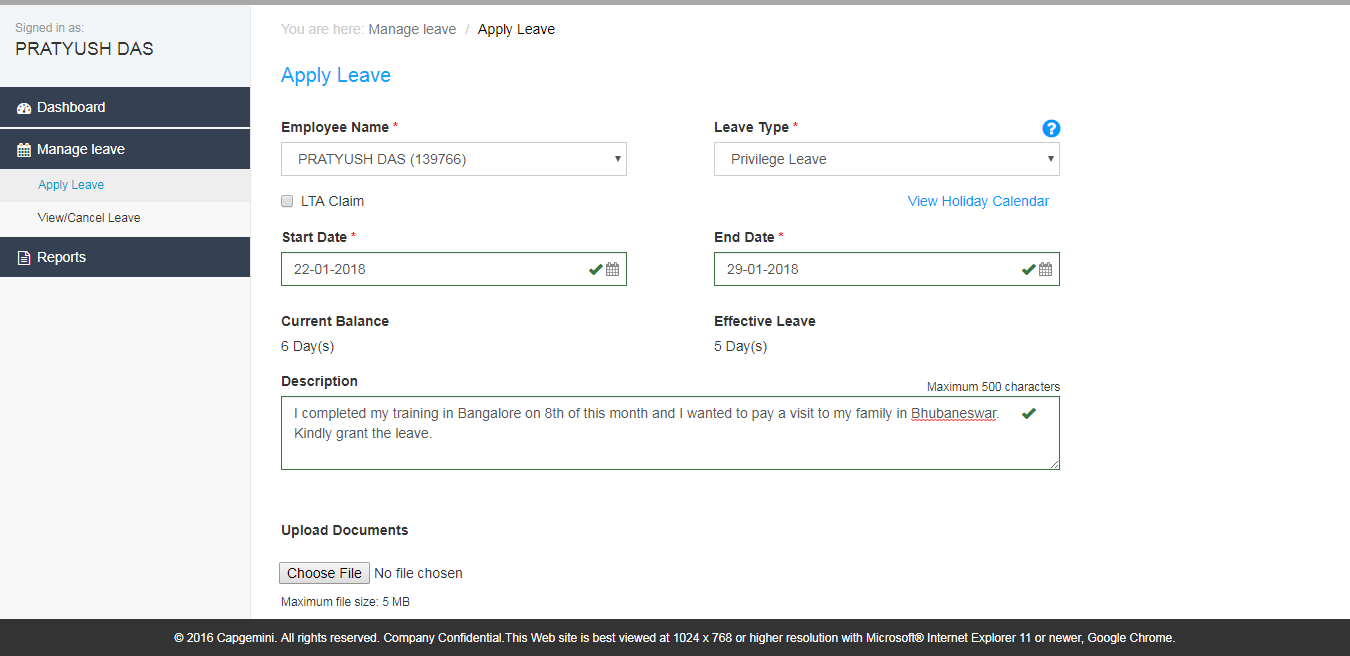 Signed in as:
PRATYUSH DAS
Dashboard
Manage leave
Apply Leave
View/Cancel Leave
Reports
You are here: Manage leave / Apply Leave
Apply Leave
Employee Name *
PRATYUSH DAS (139766)
Leave Type *
?
Privilege Leave
LTA Claim
View Holiday Calendar
Start Date *
22-01-2018
End Date *
29-01-2018
Current Balance
6 Day(s)
Effective Leave
5 Day(s)
Description
Maximum 500 characters
I completed my training in Bangalore on 8th of this month and I wanted to pay a visit to my family in Bhubaneswar.
Kindly grant the leave.
Upload Documents
Choose File No file chosen
Maximum file size: 5 MB
© 2016 Capgemini. All rights reserved. Company Confidential.This Web site is best viewed at 1024 x 768 or higher resolution with Microsoft® Internet Explorer 11 or newer, Google Chrome.